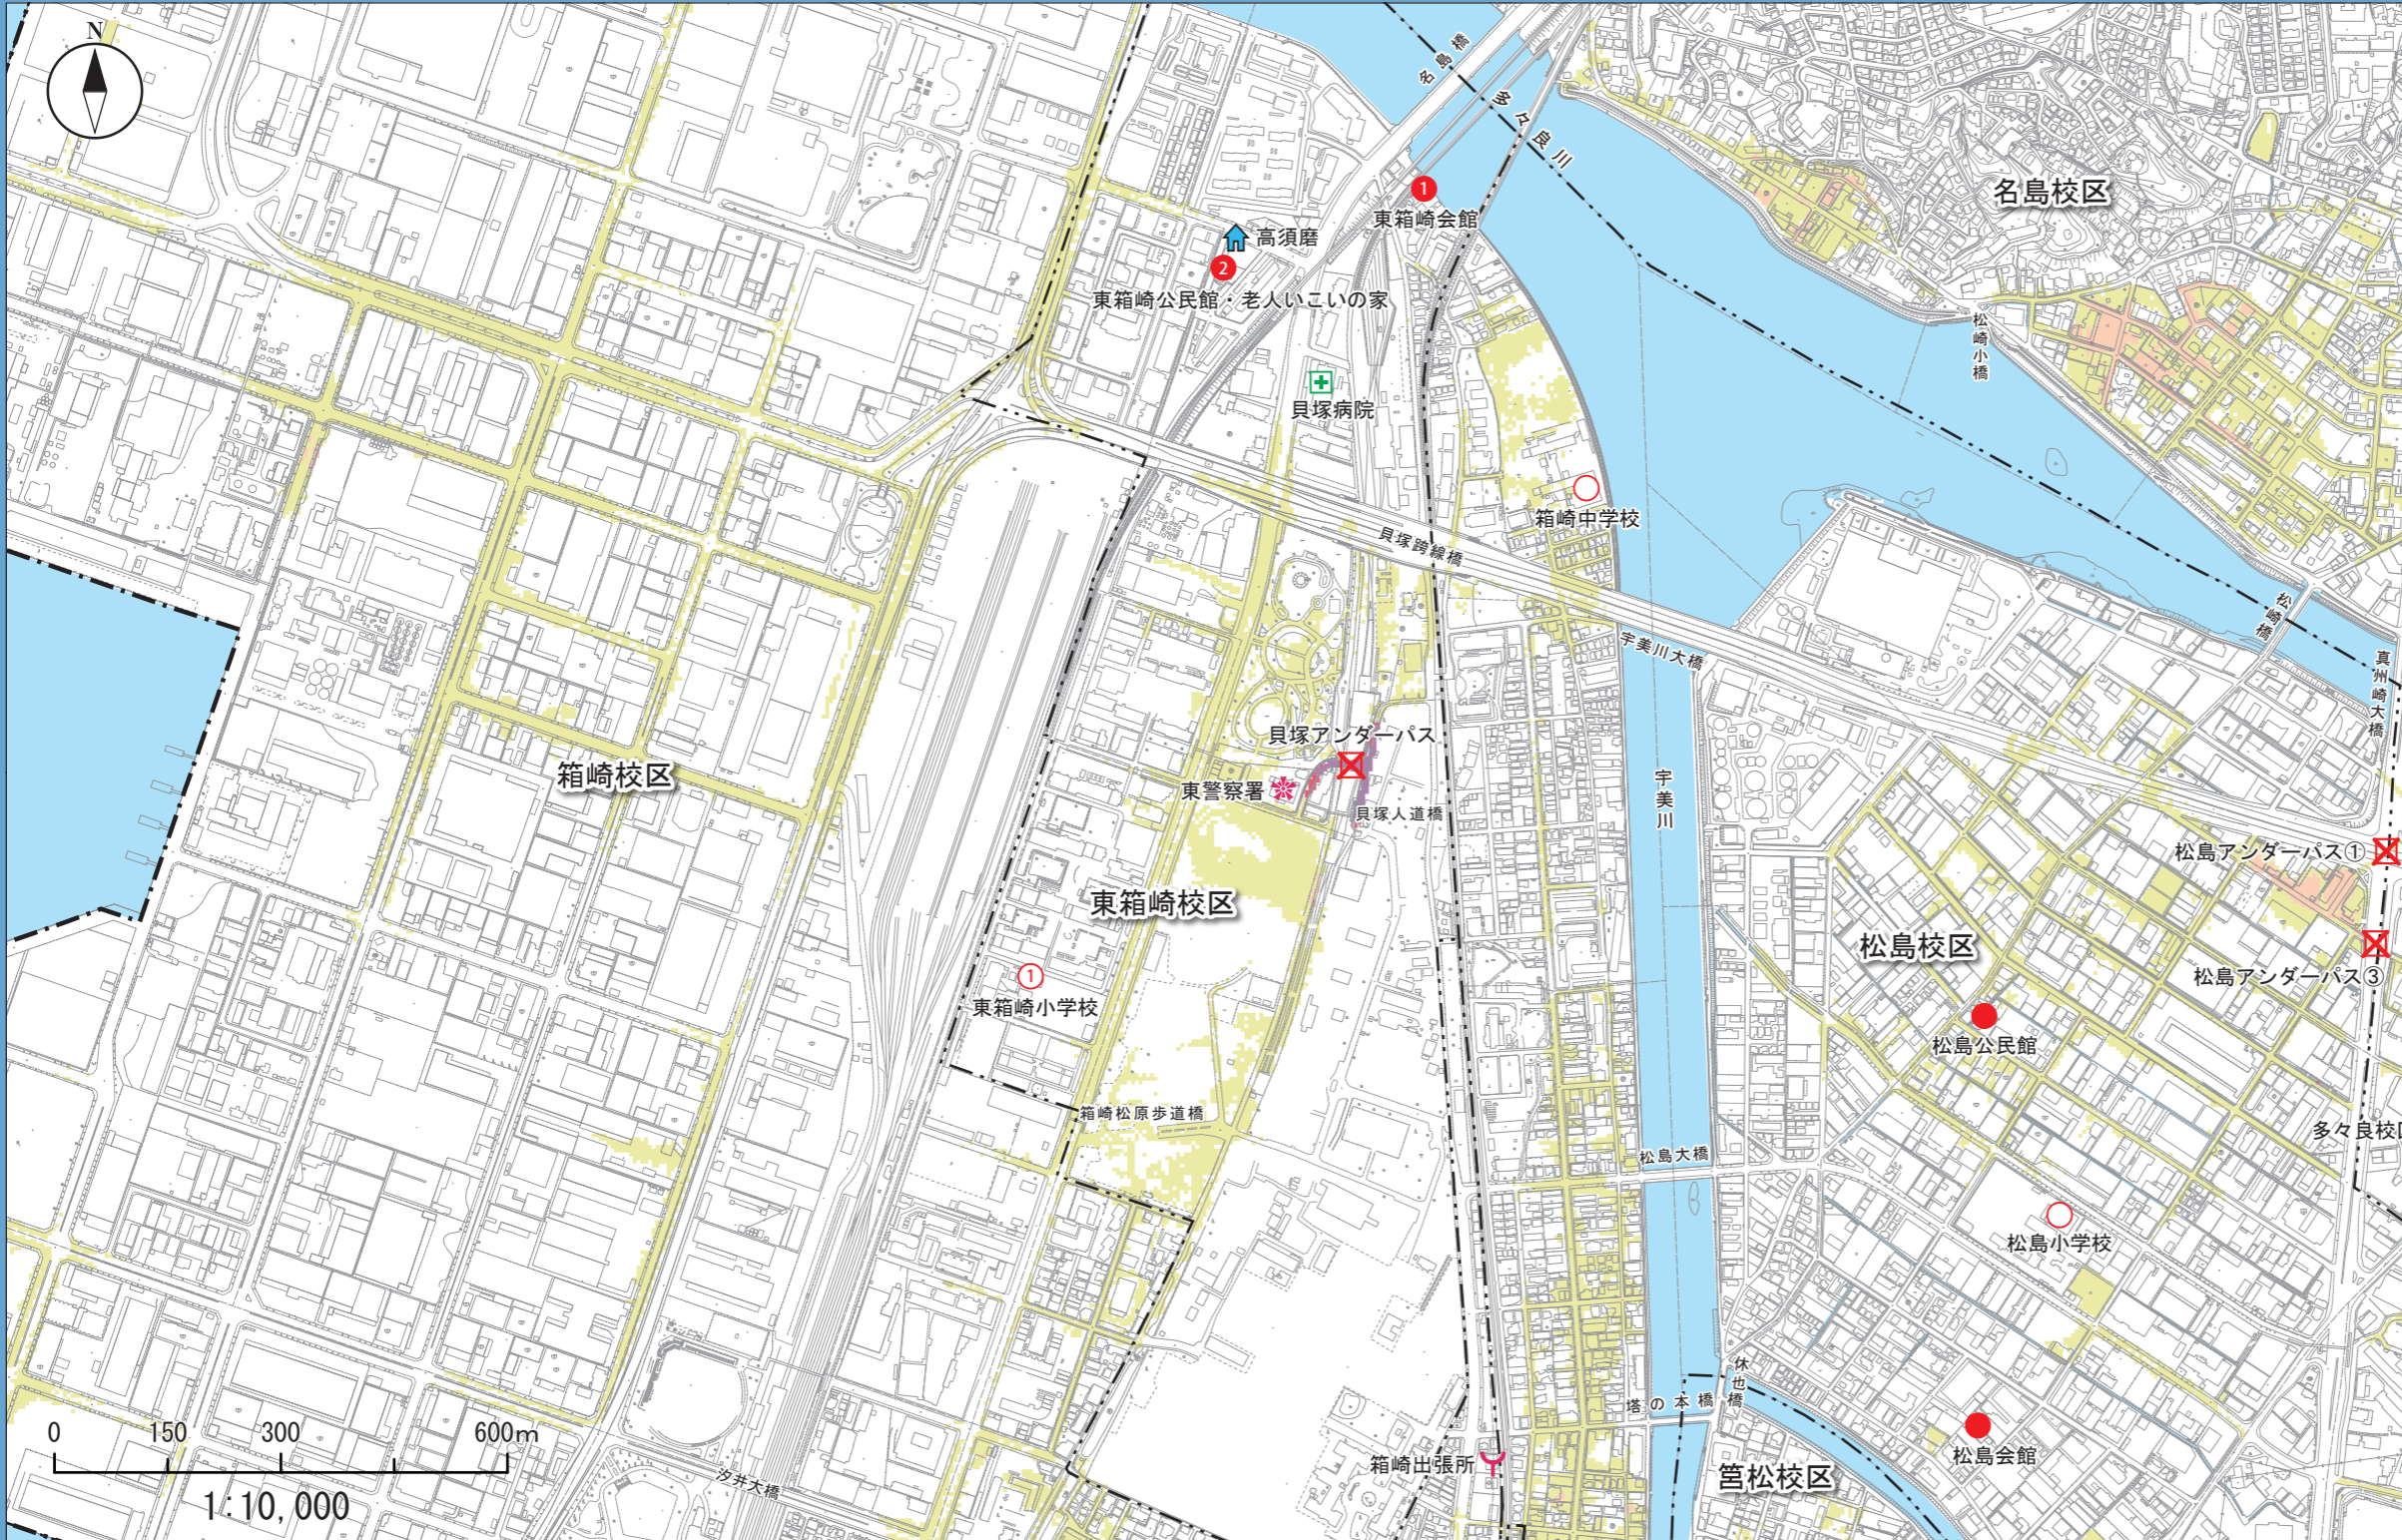 N
名島橋
多々良川
名島校区
1
東箱崎会館
高須磨
2
東箱崎公民館・老人いこいの家
松崎小橋
貝塚病院
箱崎中学校
貝塚跨線橋
松崎橋
宇美川大橋
真州崎大橋
貝塚アンダーパス
箱崎校区
東警察署
宇美川
貝塚人道橋
松島アンダーパス①
東箱崎校区
松島校区
松島アンダーパス③
1
東箱崎小学校
松島公民館
箱崎松原歩道橋
多々良校区
松島大橋
松島小学校
休也橋
塔の本橋
0 150 300 600m
松島会館
箱崎出張所
筥松校区
汐井大橋
1:10,000